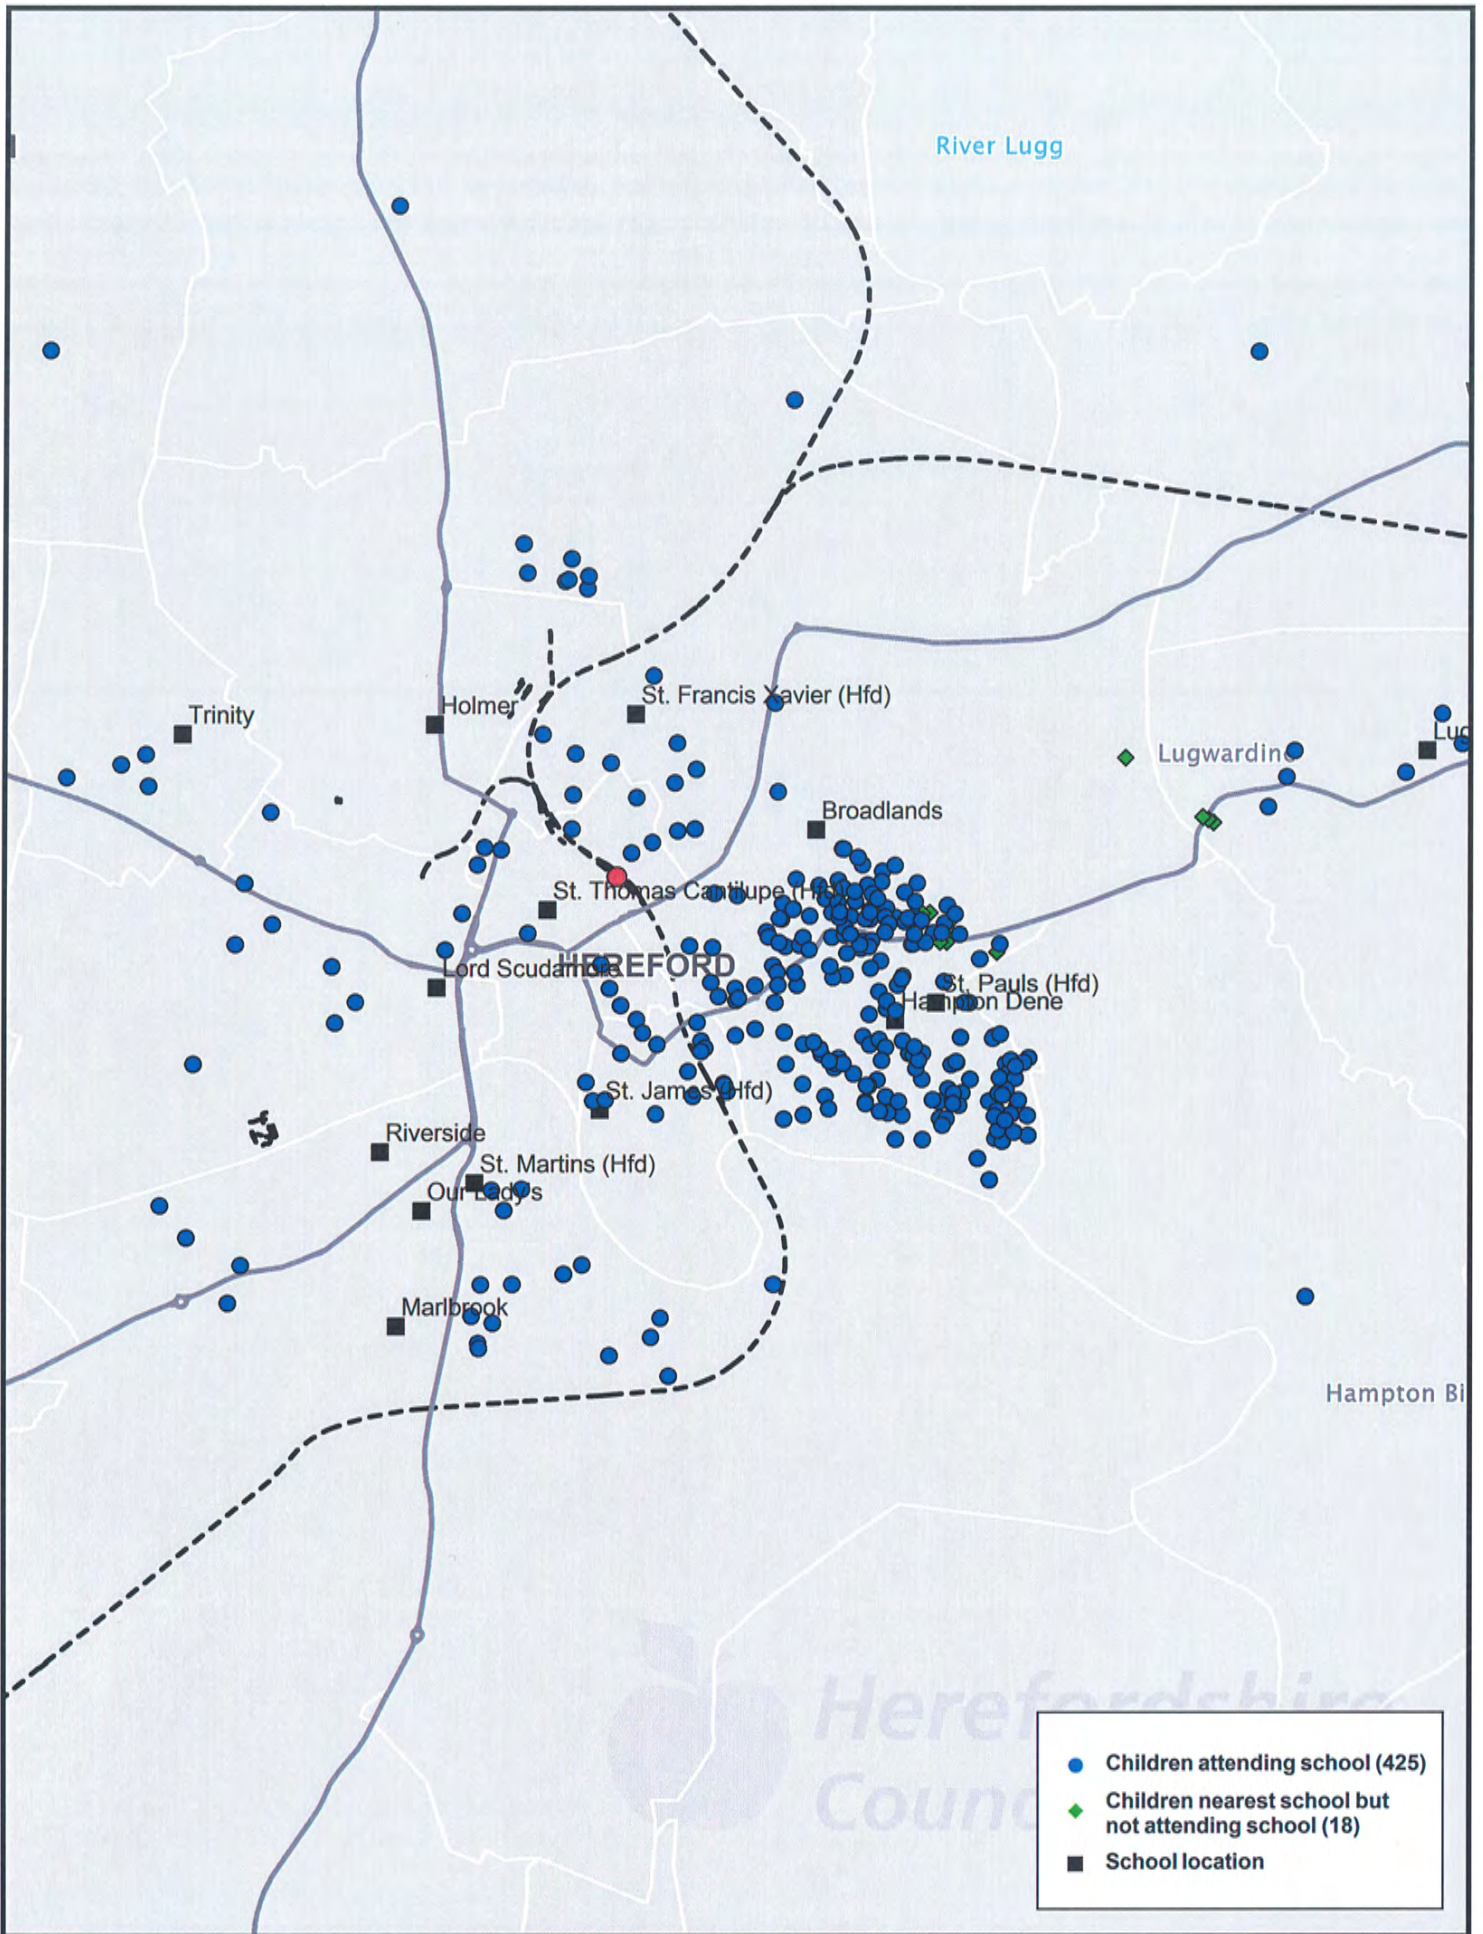 River Lugg
St. Francis Xavier (Hfd)
Holmer
Trinity
Lug
Lugwardine
Broadlands
St. Thomas Cantilupe (Hfd)
HEREFORD
Lord Scudamore
St. Pauls (Hfd)
Hampton Dene
St. James (Hfd)
Riverside
St. Martins (Hfd)
Our Lady's
Marlbrook
Hampton Bi
Herefordshire
Counc
Children attending school (425)
Children nearest school but
not attending school (18)
School location